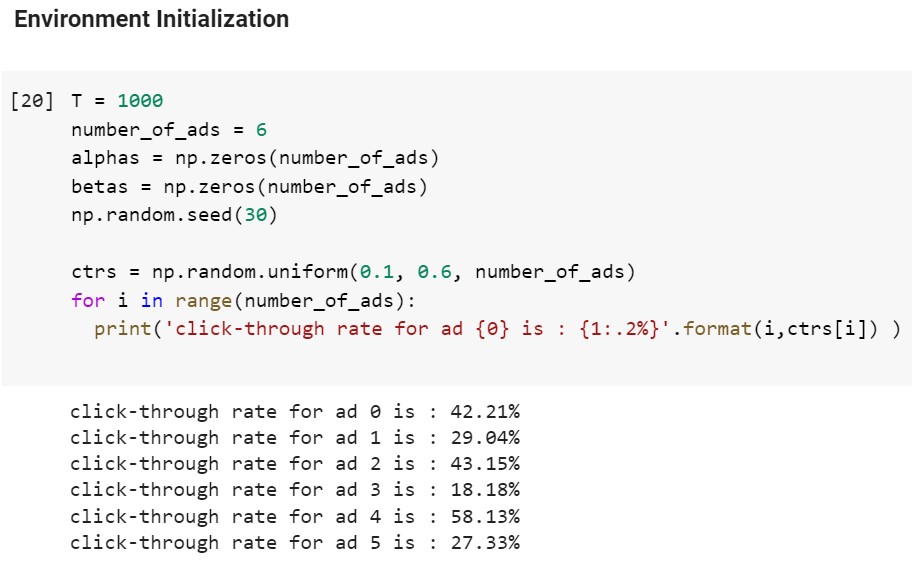 Environment Initialization
[20] T = 1000
number_of_ads = 6
alphas = np.zeros(number_of_ads)
betas = np.zeros(number_of_ads)
np.random.seed(30)
ctrs = np.random.uniform(0.1, 0.6, number_of_ads)
for i in range(number_of_ads):
  print('click-through rate for ad {0} is : {1:.2%}'.format(i,ctrs[i]) )
click-through rate for ad 0 is : 42.21%
click-through rate for ad 1 is : 29.04%
click-through rate for ad 2 is : 43.15%
click-through rate for ad 3 is : 18.18%
click-through rate for ad 4 is : 58.13%
click-through rate for ad 5 is : 27.33%